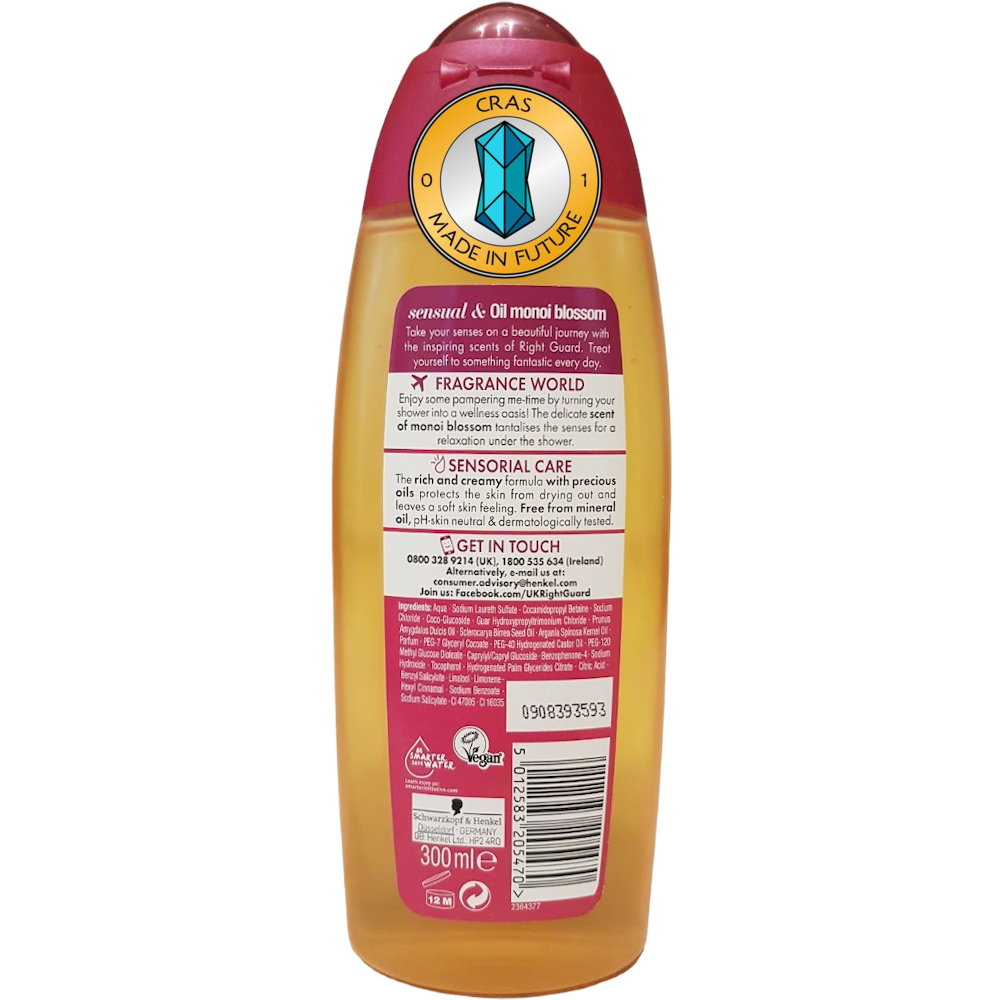 CRAS
0 1
MADE IN FUTURE
sensual & Oil monoi blossom
Take your senses on a beautiful journey with
the inspiring scents of Right Guard. Treat
yourself to something fantastic every day.
FRAGRANCE WORLD
Enjoy some pampering me-time by turning your
shower into a wellness oasis! The delicate scent
of monoi blossom tantalises the senses for a
relaxation under the shower.
SENSORIAL CARE
The rich and creamy formula with precious
oils protects the skin from drying out and
leaves a soft skin feeling. Free from mineral
oil, pH-skin neutral & dermatologically tested.
GET IN TOUCH
0800 328 9214 (UK), 1800 535 634 (Ireland)
Alternatively, e-mail us at:
consumer.advisory@henkel.com
Join us: Facebook.com/UKRightGuard
Ingredients: Aqua · Sodium Laureth Sulfate · Cocamidopropyl Betaine · Sodium
Chloride · Coco-Glucoside · Guar Hydroxypropyltrimonium Chloride · Prunus
Amygdalus Dulcis Oil · Sclerocarya Birrea Seed Oil · Argania Spinosa Kernel Oil ·
Parfum · PEG-7 Glyceryl Cocoate · PEG-40 Hydrogenated Castor Oil · PEG-120
Methyl Glucose Dioleate · Caprylyl/Capryl Glucoside · Benzophenone-4 · Sodium
Hydroxide · Tocopherol · Hydrogenated Palm Glycerides Citrate · Citric Acid ·
Benzyl Salicylate · Linalool · Limonene ·
Hexyl Cinnamal · Sodium Benzoate ·
Sodium Salicylate · CI 47005 · CI 16035
0908393593
BE
SMARTER
SAVE WATER
Learn more on:
smarteristitutive.com
Vegan
Schwarzkopf & Henkel
Düsseldorf · GERMANY
GB: Henkel Ltd., HP2 4RQ
300 ml e
12 M
5 012583 205470 >
2384377